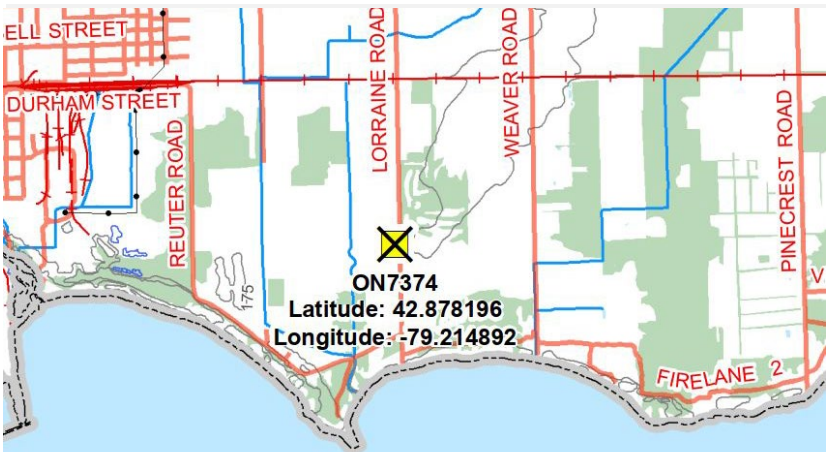 ELL STREET
DURHAM STREET
REUTER ROAD
LORRAINE ROAD
WEAVER ROAD
PINECREST ROAD
175
ON7374
Latitude: 42.878196
Longitude: -79.214892
V
FIRELANE 2